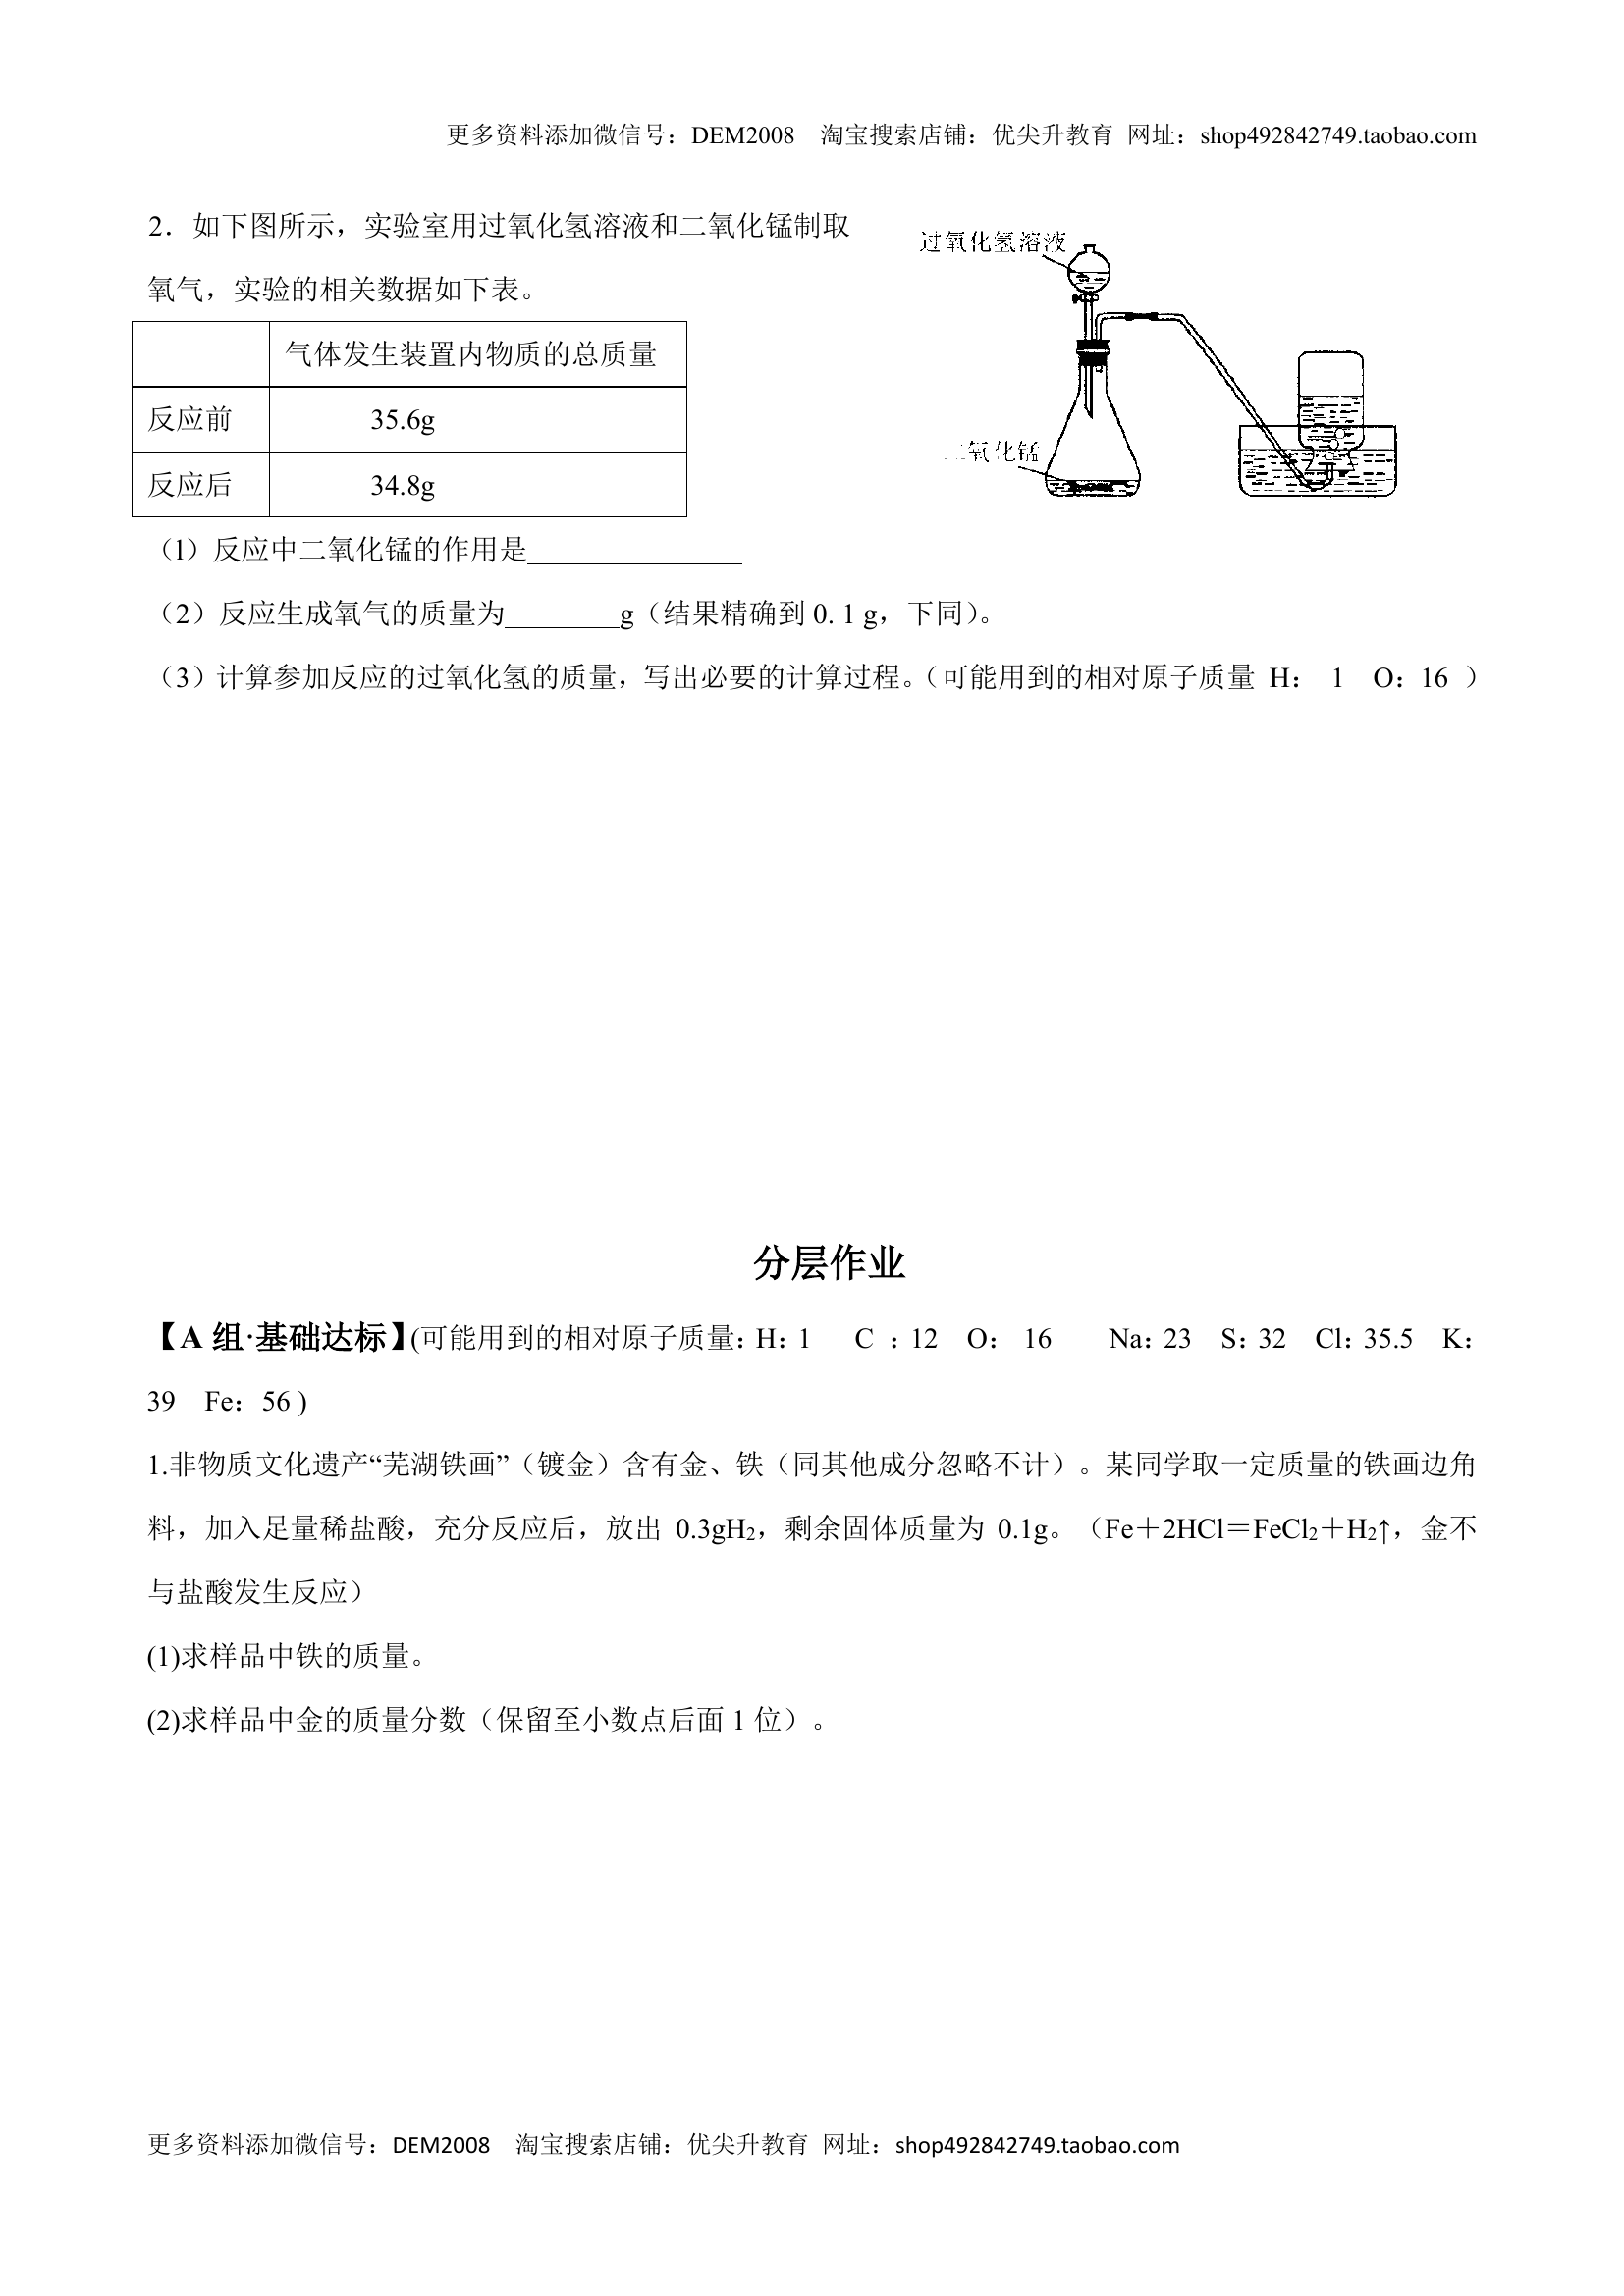 更多资料添加微信号：DEM2008 淘宝搜索店铺：优尖升教育 网址：shop492842749.taobao.com
2．如下图所示，实验室用过氧化氢溶液和二氧化锰制取
氧气，实验的相关数据如下表。
过氧化氢溶液
氧化锰
气体发生装置内物质的总质量
反应前 35.6g
反应后 34.8g
（l）反应中二氧化锰的作用是_______________
（2）反应生成氧气的质量为________g（结果精确到 0. 1 g，下同）。
（3）计算参加反应的过氧化氢的质量，写出必要的计算过程。（可能用到的相对原子质量 H： 1 O：16 ）
分层作业
【A 组·基础达标】(可能用到的相对原子质量：H：1 C ：12 O： 16 Na：23 S：32 Cl：35.5 K：
39 Fe：56 )
1.非物质文化遗产“芜湖铁画”（镀金）含有金、铁（同其他成分忽略不计）。某同学取一定质量的铁画边角
料，加入足量稀盐酸，充分反应后，放出 0.3gH₂，剩余固体质量为 0.1g。（Fe＋2HCl＝FeCl₂＋H₂↑，金不
与盐酸发生反应）
(1)求样品中铁的质量。
(2)求样品中金的质量分数（保留至小数点后面 1 位）。
更多资料添加微信号：DEM2008 淘宝搜索店铺：优尖升教育 网址：shop492842749.taobao.com